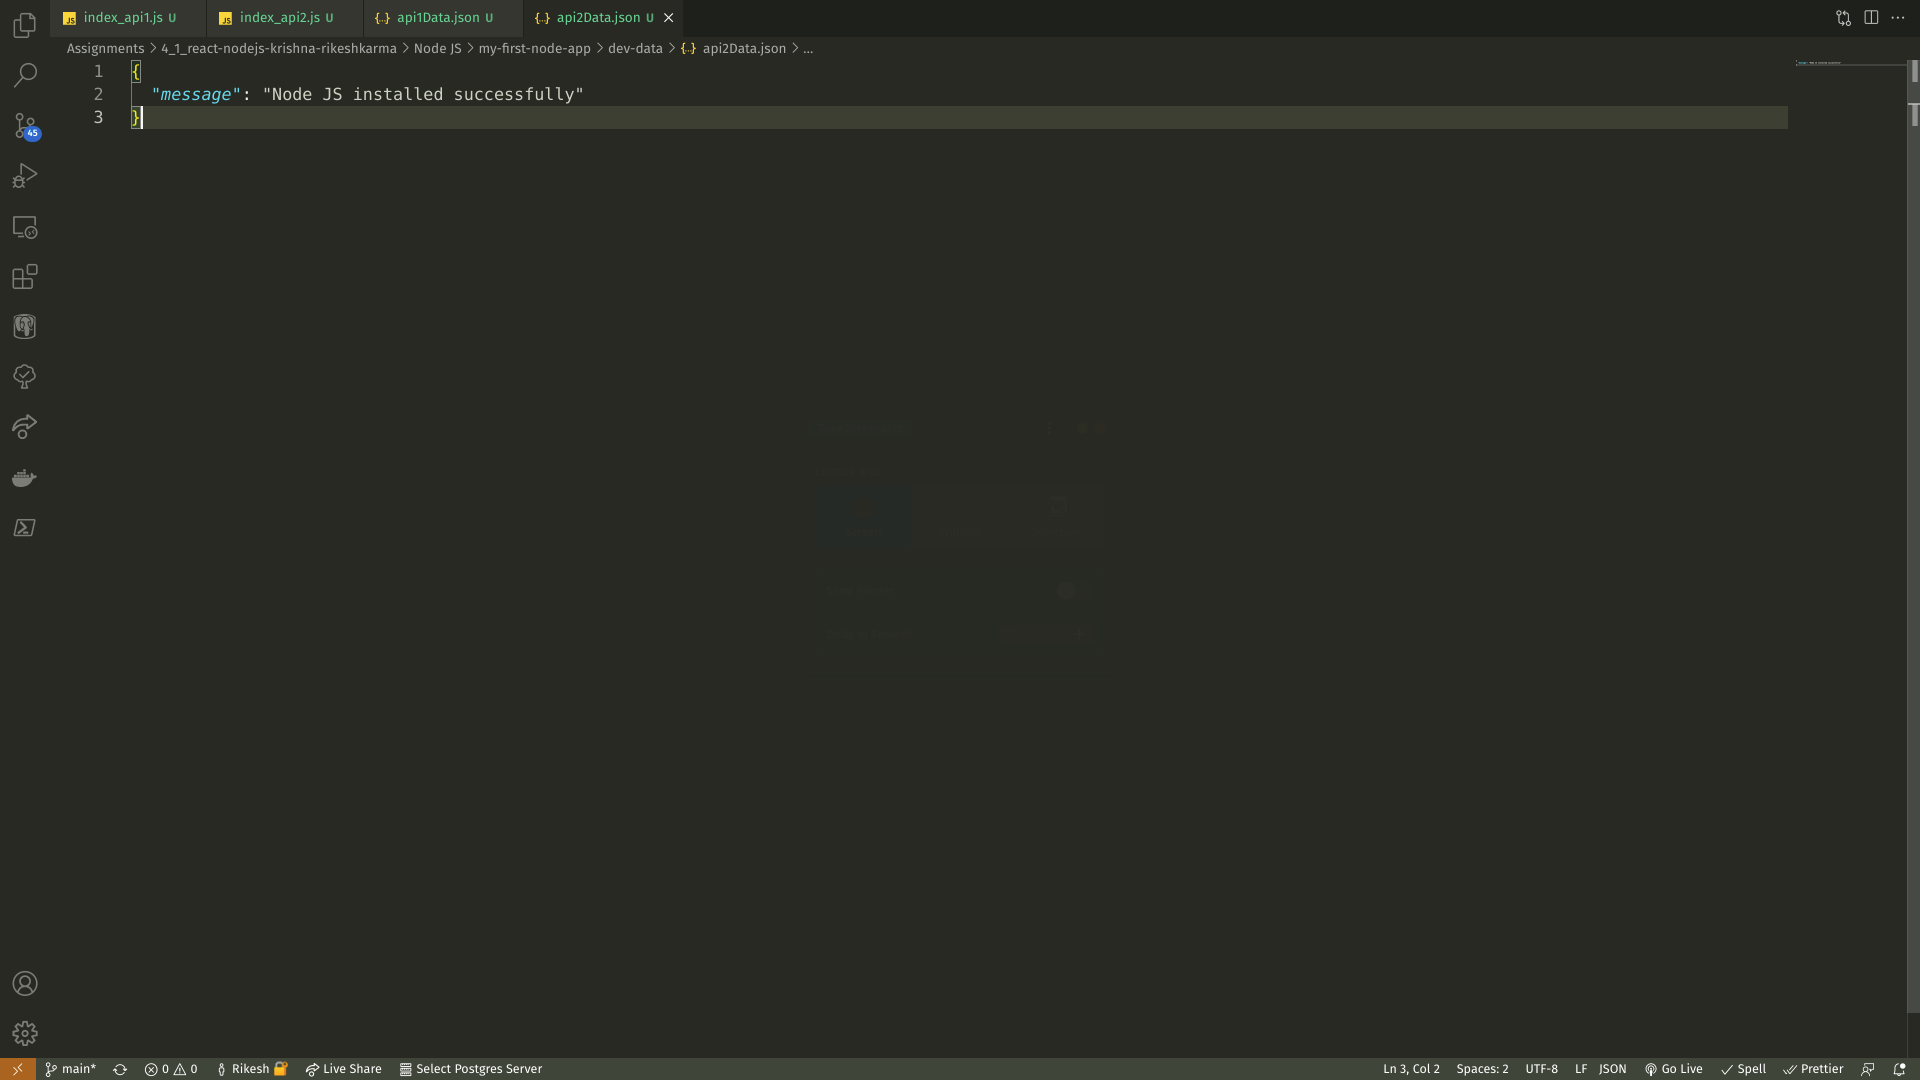 index_api1.js U
index_api2.js U
api1Data.json U
api2Data.json U
Assignments > 4_1_react-nodejs-krishna-rikeshkarma > Node JS > my-first-node-app > dev-data > {..} api2Data.json > ...
1 {
2 "message": "Node JS installed successfully"
3 }
45
main* 0 0 Rikesh Live Share Select Postgres Server Ln 3, Col 2 Spaces: 2 UTF-8 LF JSON Go Live Spell Prettier